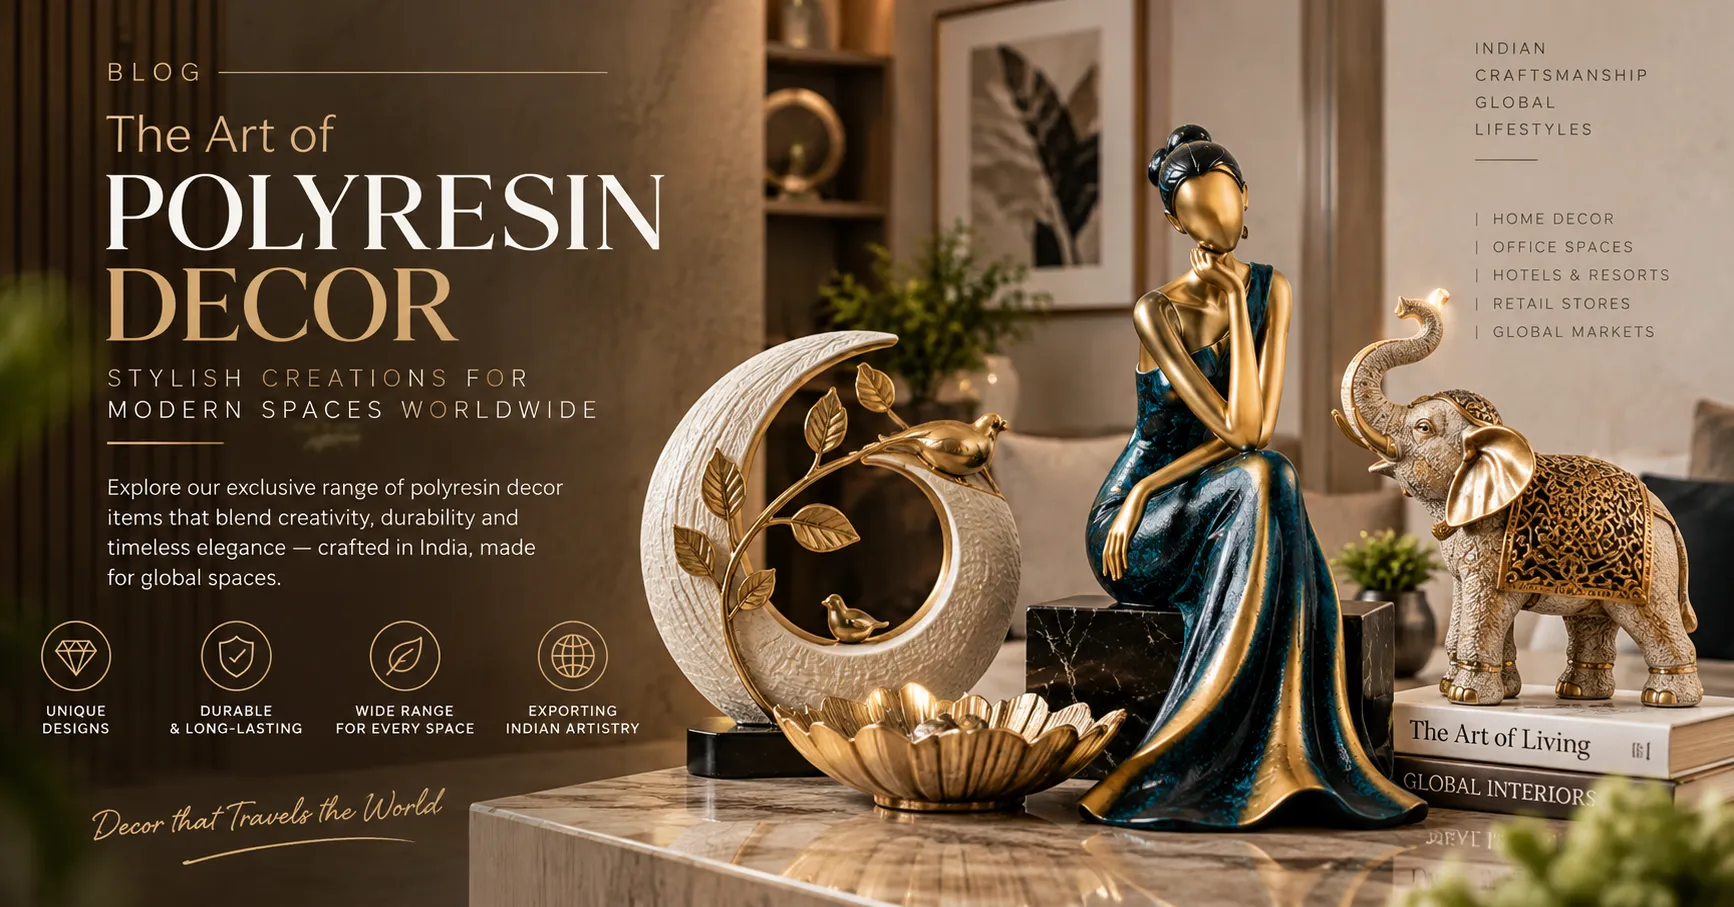 BLOG
The Art of
POLYRESIN
DECOR
STYLISH CREATIONS FOR
MODERN SPACES WORLDWIDE
Explore our exclusive range of polyresin decor
items that blend creativity, durability and
timeless elegance — crafted in India, made
for global spaces.
UNIQUE
DESIGNS
DURABLE
& LONG-LASTING
WIDE RANGE
FOR EVERY SPACE
EXPORTING
INDIAN ARTISTRY
Decor that Travels the World
INDIAN
CRAFTSMANSHIP
GLOBAL
LIFESTYLES
HOME DECOR
OFFICE SPACES
HOTELS & RESORTS
RETAIL STORES
GLOBAL MARKETS
The Art of Living
GLOBAL INTERIORS